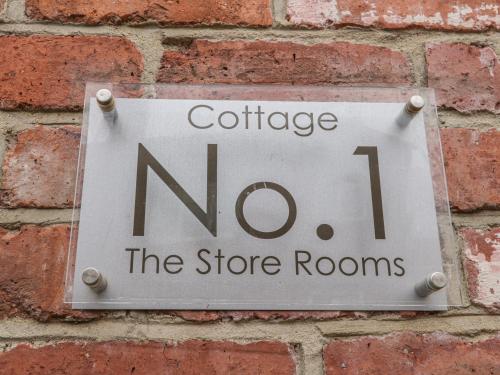 Cottage
No.1
The Store Rooms